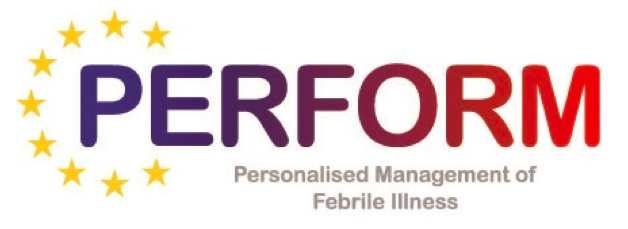 PERFORM
Personalised Management of
Febrile Illness